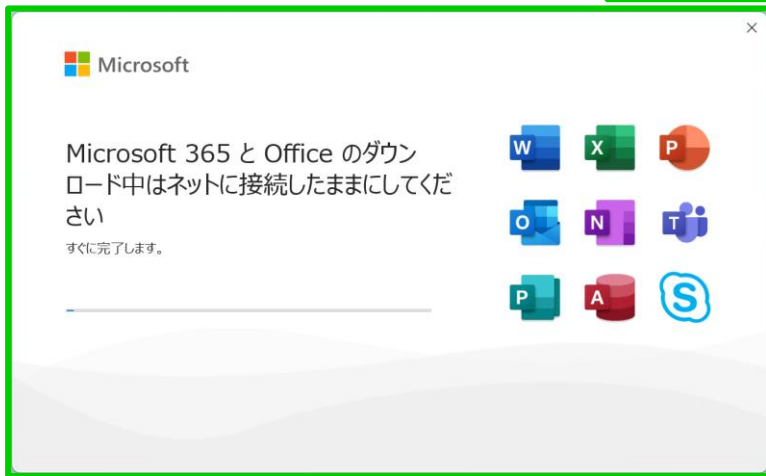 Microsoft
Microsoft 365 と Office のダウン
ロード中はネットに接続したままにしてくだ
さい
すぐに完了します。
W X P
O N T
P A S